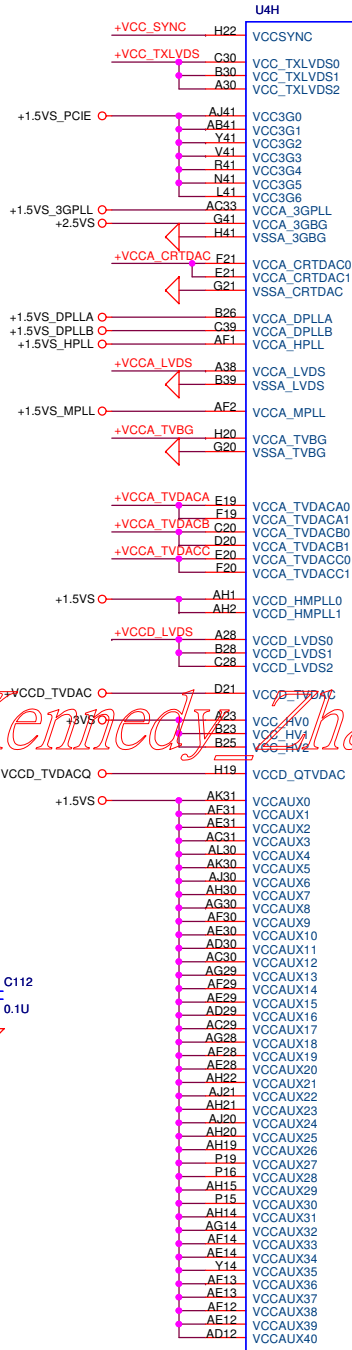 U4H
+VCC_SYNC H22 VCCSYNC
+VCC_TXLVDS C30 VCC_TXLVDS0
B30 VCC_TXLVDS1
A30 VCC_TXLVDS2
+1.5VS_PCIE AJ41 VCC3G0
AB41 VCC3G1
Y41 VCC3G2
V41 VCC3G3
R41 VCC3G4
N41 VCC3G5
L41 VCC3G6
+1.5VS_3GPLL AC33 VCCA_3GPLL
+2.5VS G41 VCCA_3GBG
H41 VSSA_3GBG
+VCCA_CRTDAC F21 VCCA_CRTDAC0
E21 VCCA_CRTDAC1
G21 VSSA_CRTDAC
+1.5VS_DPLLA B26 VCCA_DPLLA
+1.5VS_DPLLB C39 VCCA_DPLLB
+1.5VS_HPLL AF1 VCCA_HPLL
+VCCA_LVDS A38 VCCA_LVDS
B39 VSSA_LVDS
+1.5VS_MPLL AF2 VCCA_MPLL
+VCCA_TVBG H20 VCCA_TVBG
G20 VSSA_TVBG
+VCCA_TVDACA E19 VCCA_TVDACA0
F19 VCCA_TVDACA1
+VCCA_TVDACB C20 VCCA_TVDACB0
D20 VCCA_TVDACB1
+VCCA_TVDACC E20 VCCA_TVDACC0
F20 VCCA_TVDACC1
+1.5VS AH1 VCCD_HMPLL0
AH2 VCCD_HMPLL1
+VCCD_LVDS A28 VCCD_LVDS0
B28 VCCD_LVDS1
C28 VCCD_LVDS2
+VCCD_TVDAC D21 VCCD_TVDAC
Kennedy_Zha
+3VS A23 VCC_HV0
B23 VCC_HV1
B25 VCC_HV2
VCCD_TVDACQ H19 VCCD_QTVDAC
+1.5VS AK31 VCCAUX0
AF31 VCCAUX1
AE31 VCCAUX2
AC31 VCCAUX3
AL30 VCCAUX4
AK30 VCCAUX5
AJ30 VCCAUX6
AH30 VCCAUX7
AG30 VCCAUX8
AF30 VCCAUX9
AE30 VCCAUX10
AD30 VCCAUX11
AC30 VCCAUX12
AG29 VCCAUX13
AF29 VCCAUX14
AE29 VCCAUX15
AD29 VCCAUX16
AC29 VCCAUX17
AG28 VCCAUX18
AF28 VCCAUX19
AE28 VCCAUX20
AH22 VCCAUX21
AJ21 VCCAUX22
AH21 VCCAUX23
AJ20 VCCAUX24
AH20 VCCAUX25
AH19 VCCAUX26
P19 VCCAUX27
P16 VCCAUX28
AH15 VCCAUX29
P15 VCCAUX30
AH14 VCCAUX31
AG14 VCCAUX32
AF14 VCCAUX33
AE14 VCCAUX34
Y14 VCCAUX35
AF13 VCCAUX36
AE13 VCCAUX37
AF12 VCCAUX38
AE12 VCCAUX39
AD12 VCCAUX40
C112
0.1U